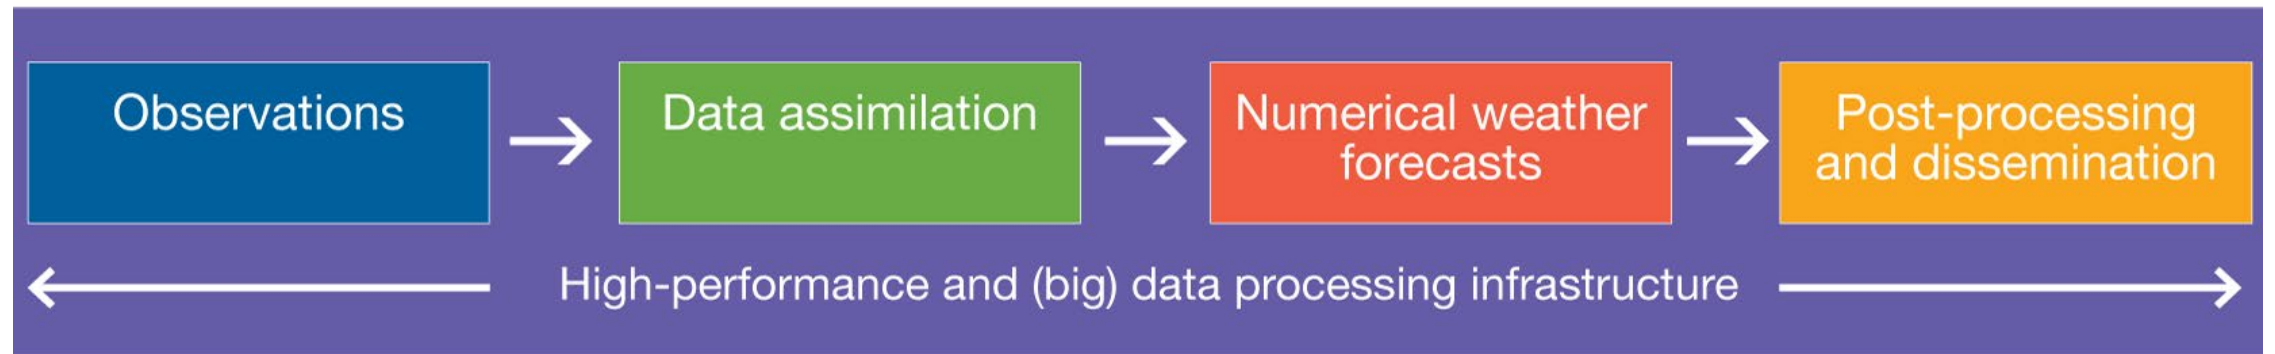 Observations
Data assimilation
Numerical weather
forecasts
Post-processing
and dissemination
High-performance and (big) data processing infrastructure